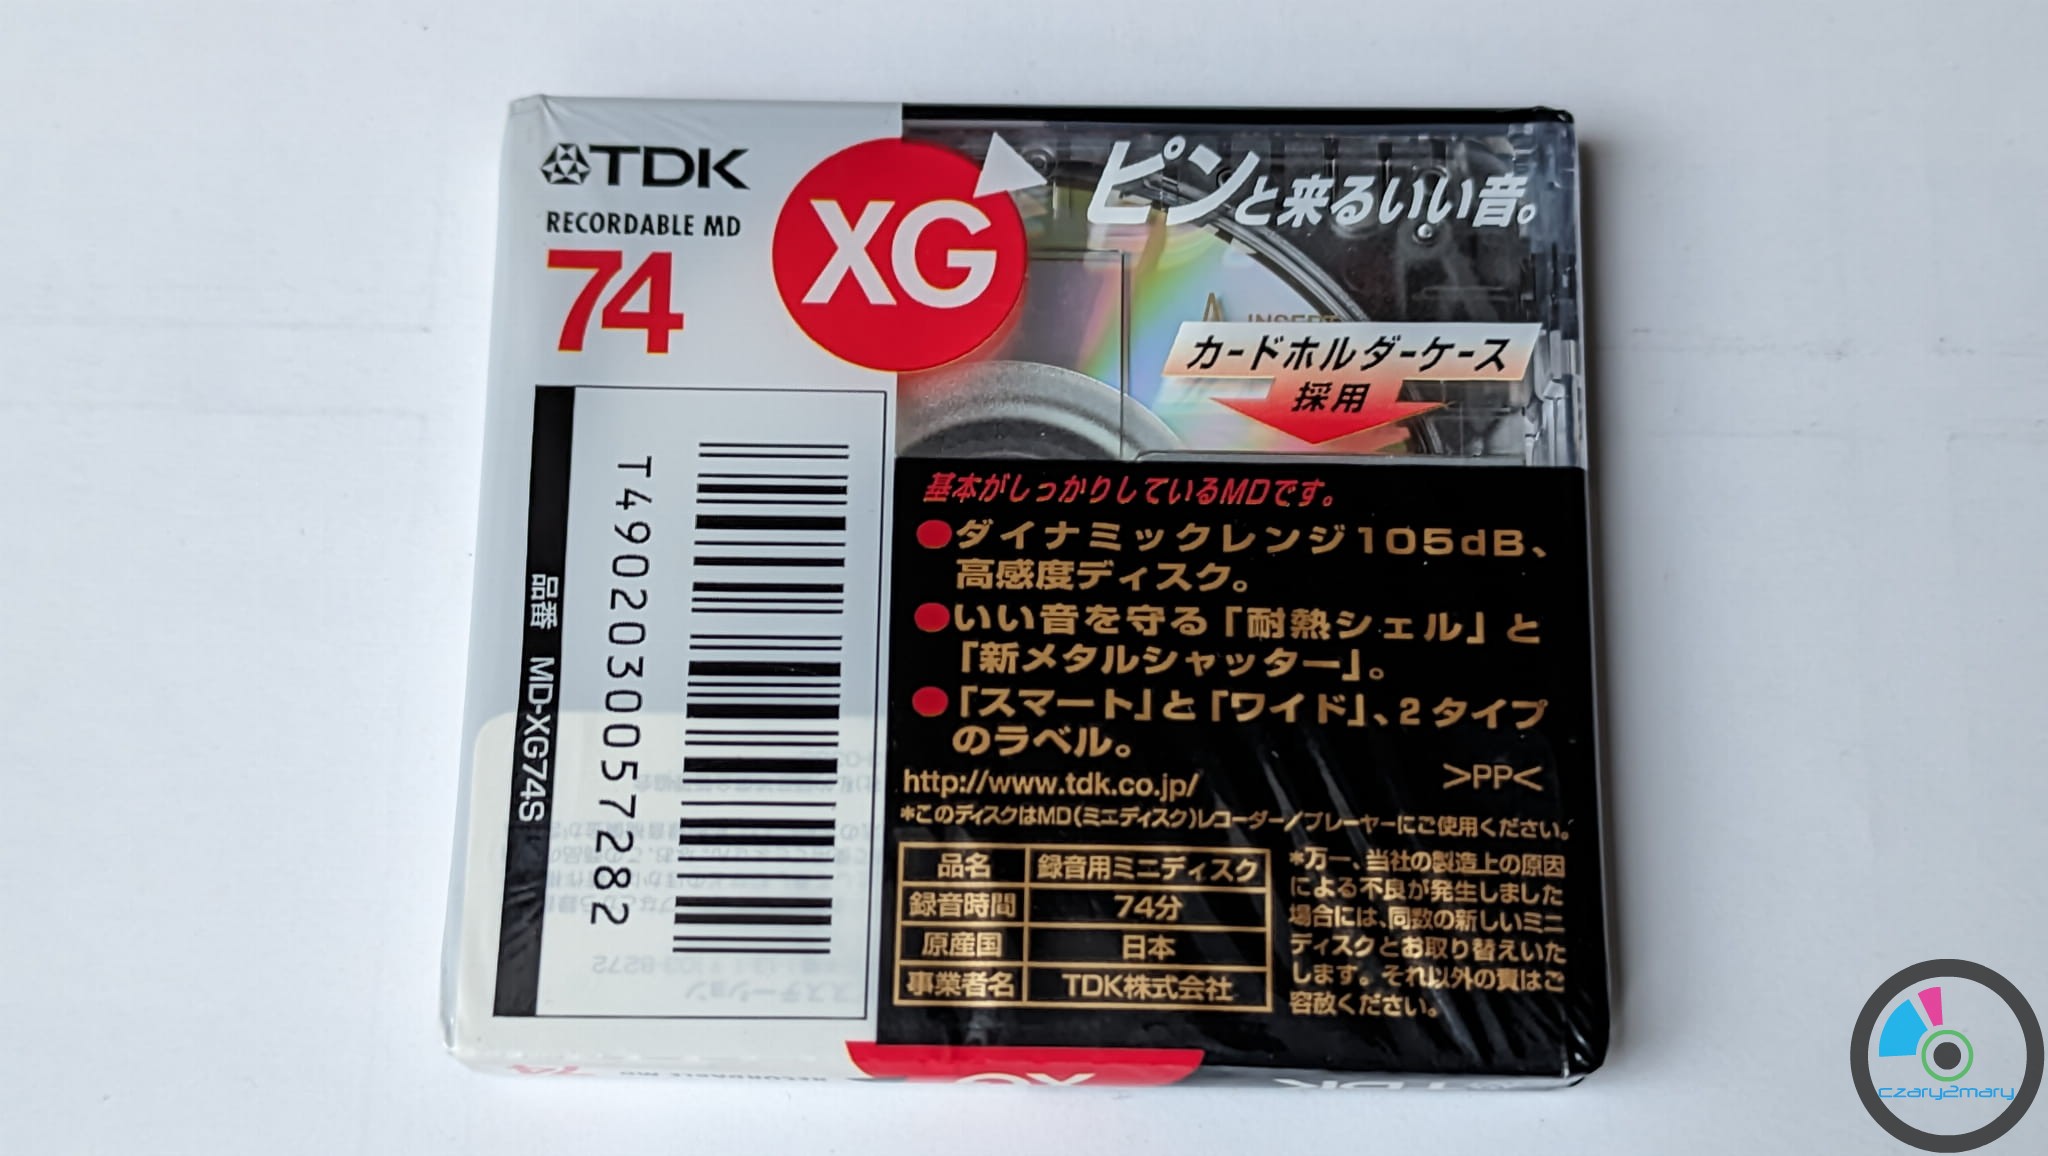 TDK
RECORDABLE MD
74
XG
ピンと来るいい音。
INSERT
カードホルダーケース
採用
T4902030057282
品番 MD-XG74S
基本がしっかりしているMDです。
●ダイナミックレンジ105dB、
高感度ディスク。
●いい音を守る「耐熱シェル」と
「新メタルシャッター」。
●「スマート」と「ワイド」、2タイプ
のラベル。
http://www.tdk.co.jp/ >PP<
*このディスクはMD(ミニディスク)レコーダー/プレーヤーにご使用ください。
品名 録音用ミニディスク
録音時間 74分
原産国 日本
事業者名 TDK株式会社
*万一、当社の製造上の原因
による不良が発生しました
場合には、同数の新しいミニ
ディスクとお取り替えいた
します。それ以外の責はご
容赦ください。
74 RECORDABLE MD XG TDK
czary2mary